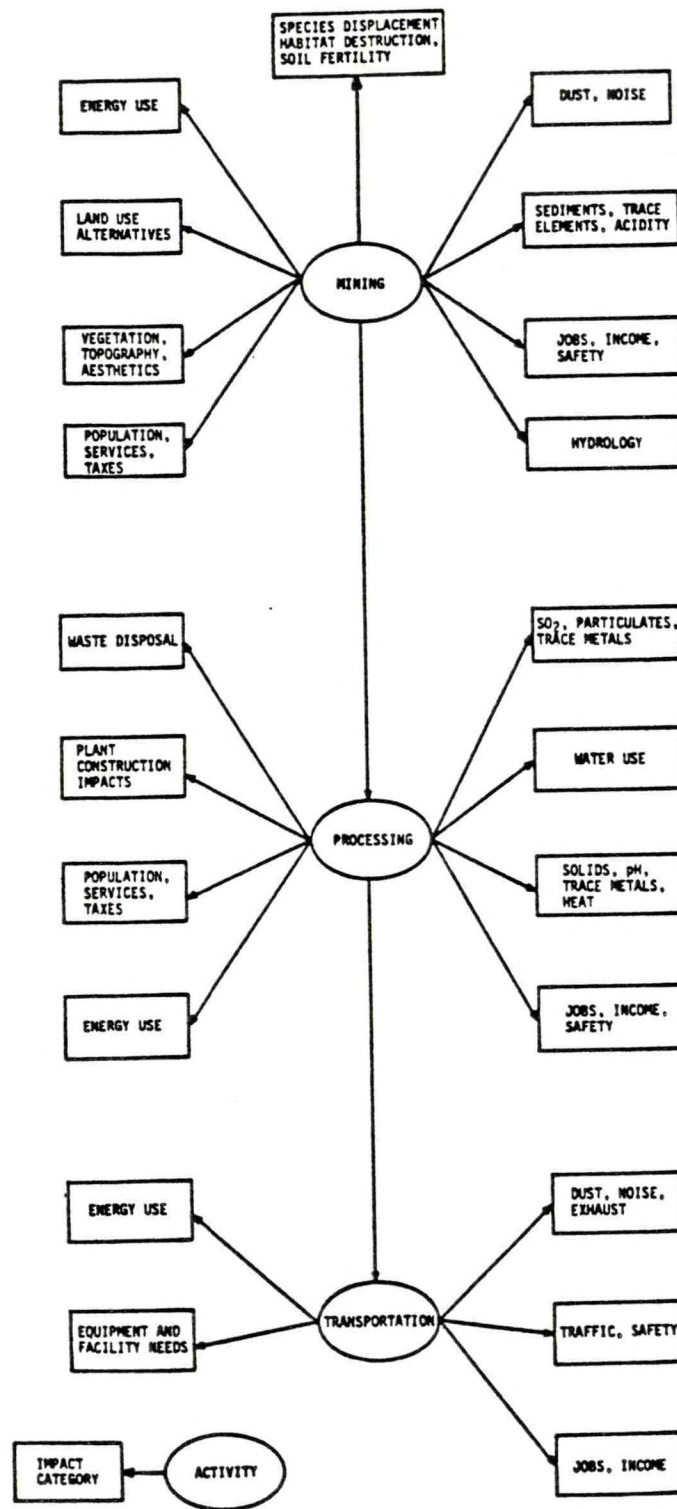 SPECIES DISPLACEMENT
HABITAT DESTRUCTION,
SOIL FERTILITY
ENERGY USE
DUST, NOISE
LAND USE
ALTERNATIVES
SEDIMENTS, TRACE
ELEMENTS, ACIDITY
MINING
VEGETATION,
TOPOGRAPHY,
AESTHETICS
JOBS, INCOME,
SAFETY
POPULATION,
SERVICES,
TAXES
HYDROLOGY
WASTE DISPOSAL
SO2, PARTICULATES,
TRACE METALS
PLANT
CONSTRUCTION
IMPACTS
WATER USE
PROCESSING
POPULATION,
SERVICES,
TAXES
SOLIDS, pH,
TRACE METALS,
HEAT
ENERGY USE
JOBS, INCOME,
SAFETY
ENERGY USE
DUST, NOISE,
EXHAUST
TRANSPORTATION
EQUIPMENT AND
FACILITY NEEDS
TRAFFIC, SAFETY
IMPACT
CATEGORY
ACTIVITY
JOBS, INCOME